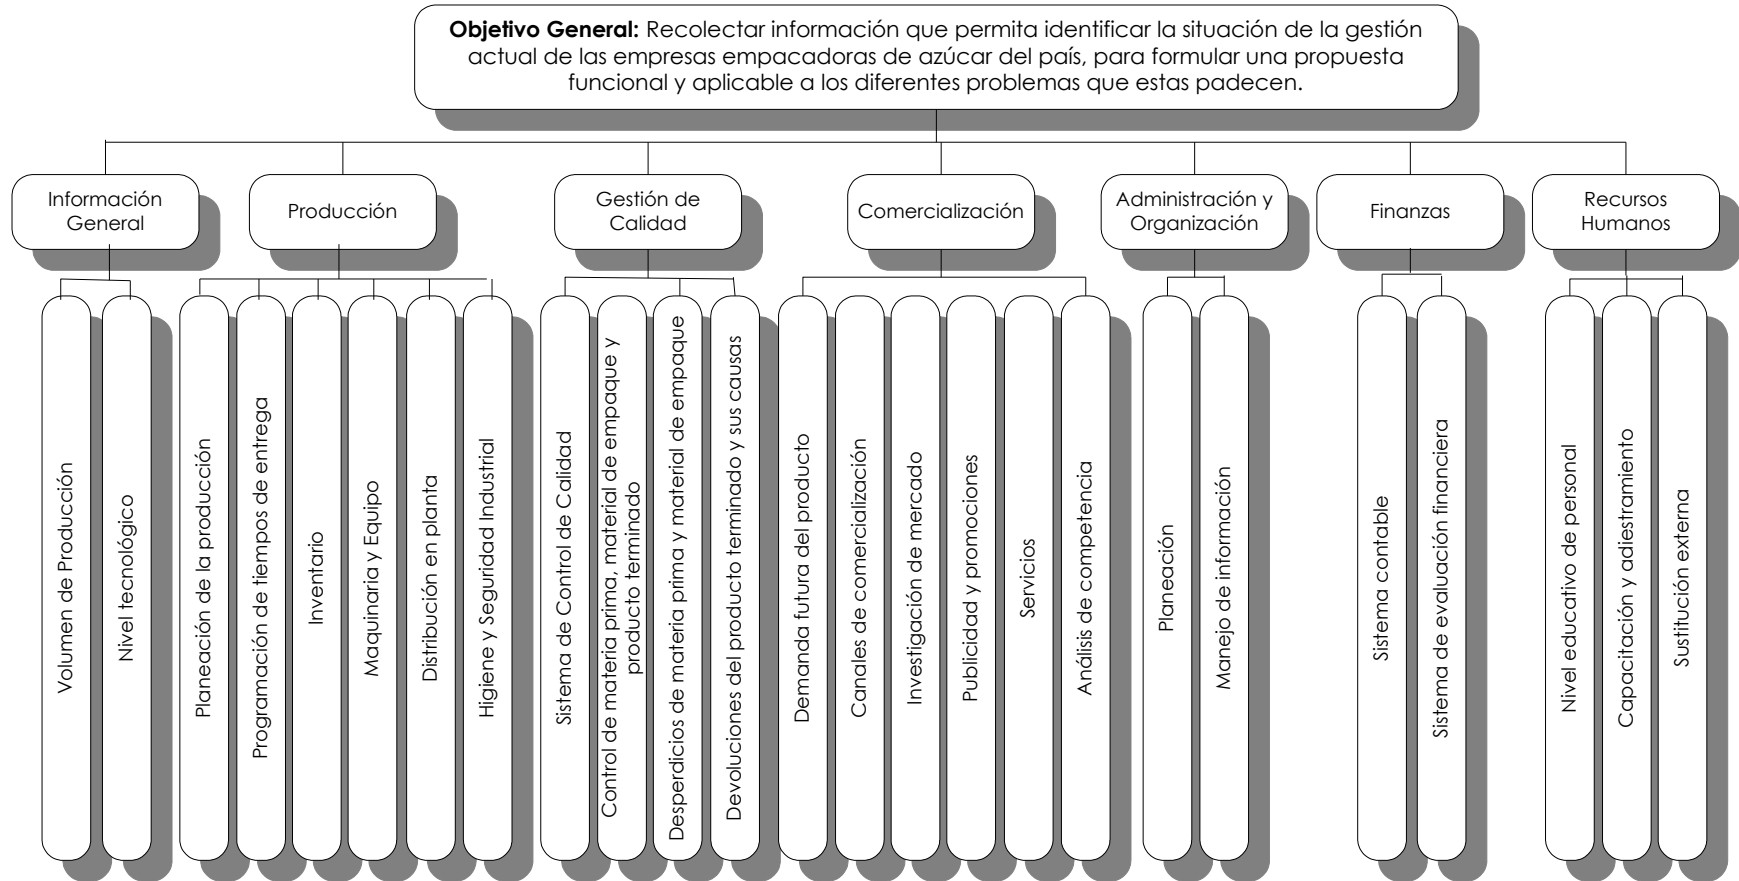 Objetivo General: Recolectar información que permita identificar la situación de la gestión
actual de las empresas empacadoras de azúcar del país, para formular una propuesta
funcional y aplicable a los diferentes problemas que estas padecen.
Información
General
Producción
Gestión de
Calidad
Comercialización
Administración y
Organización
Finanzas
Recursos
Humanos
Volumen de Producción
Nivel tecnológico
Planeación de la producción
Programación de tiempos de entrega
Inventario
Maquinaria y Equipo
Distribución en planta
Higiene y Seguridad Industrial
Sistema de Control de Calidad
Control de materia prima, material de empaque y
producto terminado
Desperdicios de materia prima y material de empaque
Devoluciones del producto terminado y sus causas
Demanda futura del producto
Canales de comercialización
Investigación de mercado
Publicidad y promociones
Servicios
Análisis de competencia
Planeación
Manejo de información
Sistema contable
Sistema de evaluación financiera
Nivel educativo de personal
Capacitación y adiestramiento
Sustitución externa